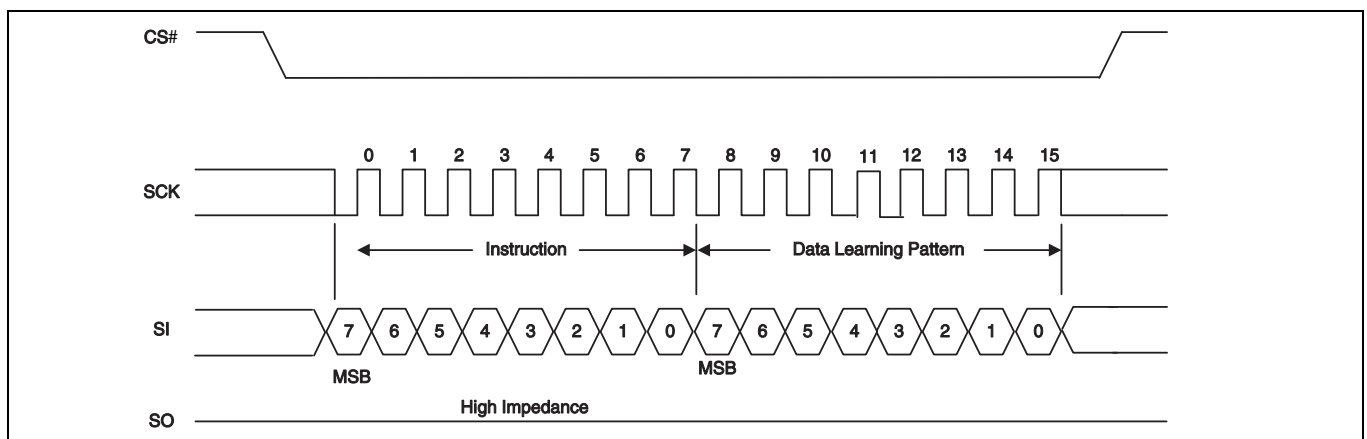 CS#
0 1 2 3 4 5 6 7 8 9 10 11 12 13 14 15
SCK
Instruction Data Learning Pattern
SI 7 6 5 4 3 2 1 0 7 6 5 4 3 2 1 0
MSB MSB
High Impedance
SO